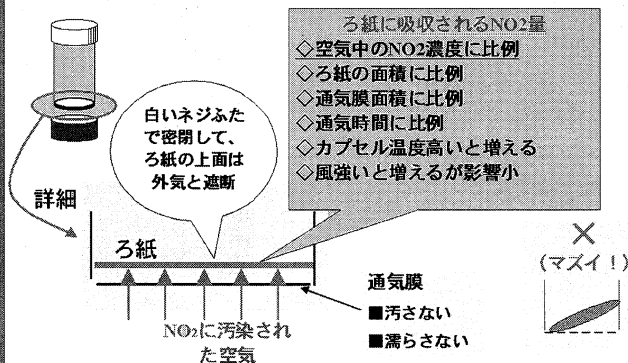 ろ紙に吸収されるNO2量
◇空気中のNO2濃度に比例
◇ろ紙の面積に比例
◇通気膜面積に比例
◇通気時間に比例
◇カプセル温度高いと増える
◇風強いと増えるが影響小
白いネジふた
で密閉して、
ろ紙の上面は
外気と遮断
詳細
ろ紙
NO₂に汚染され
た空気
通気膜
■汚さない
■濡らさない
×
(マズイ!)